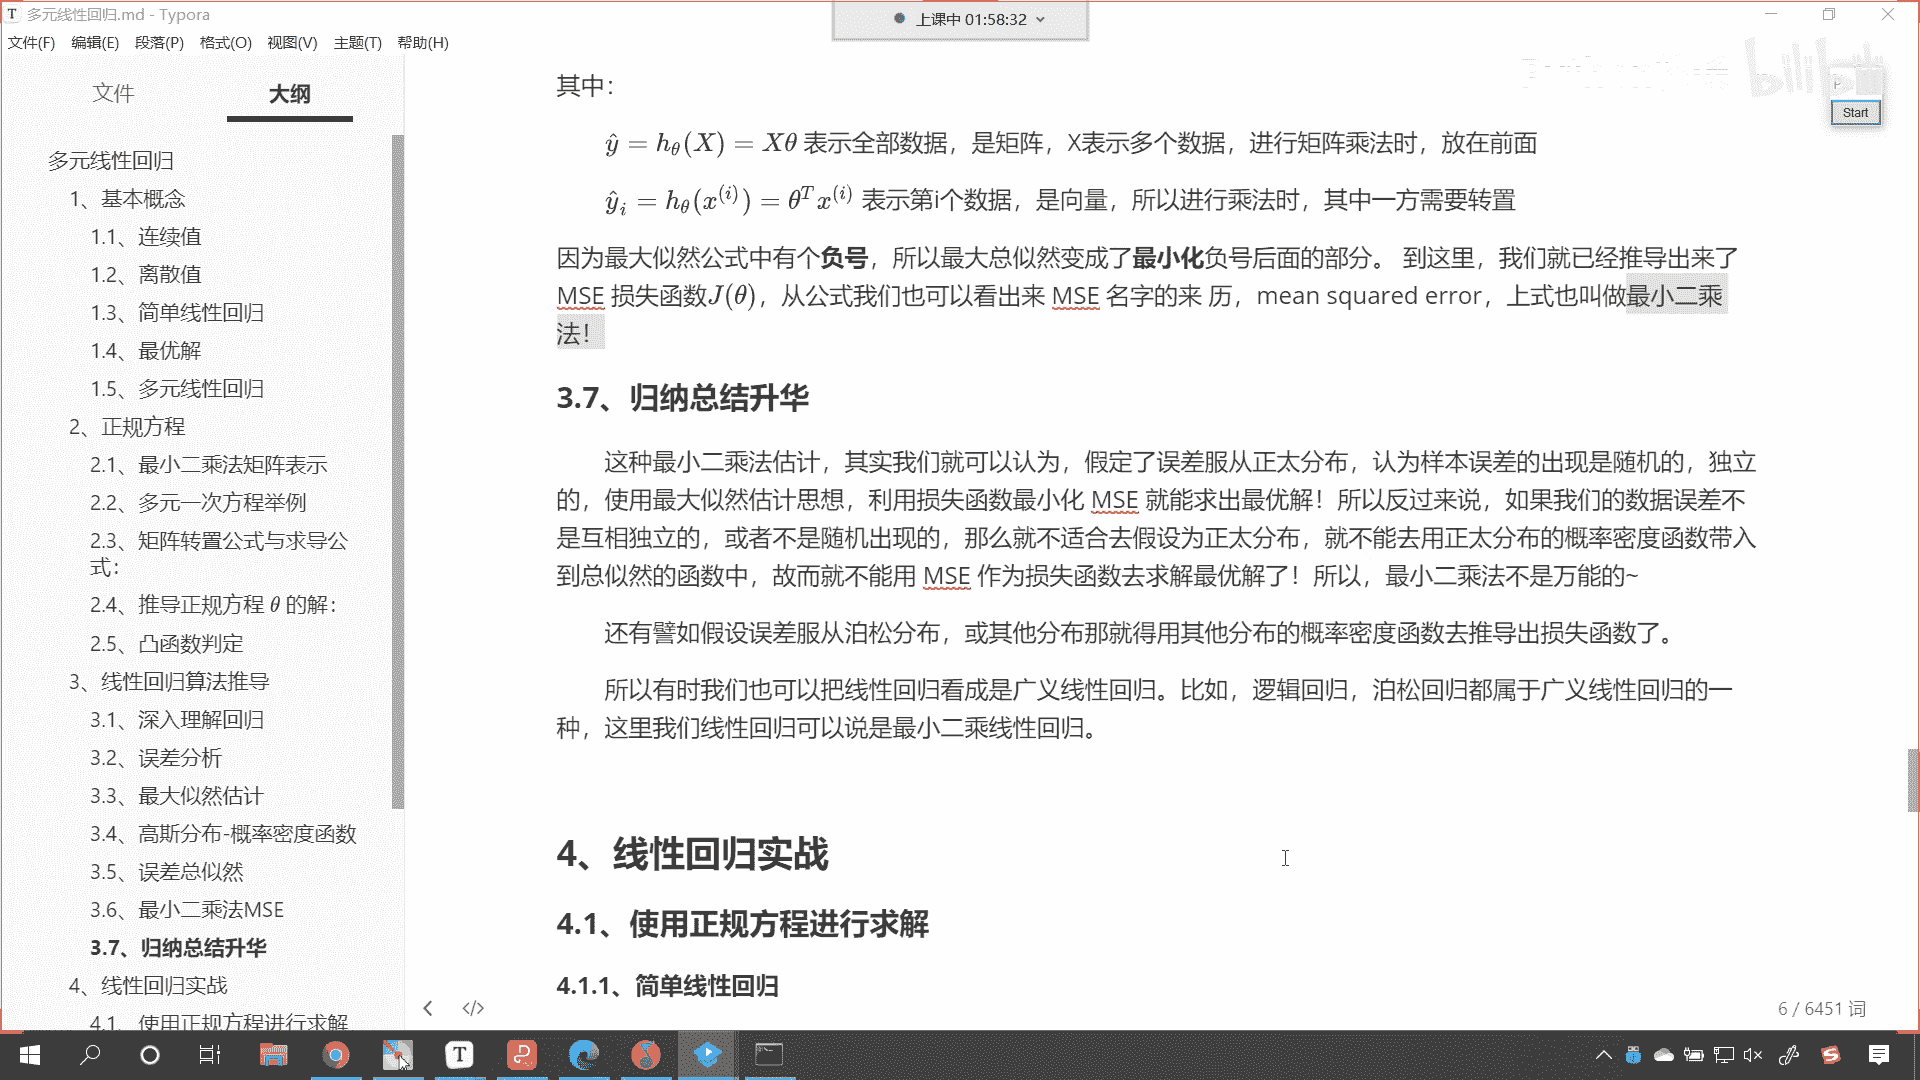 多元线性回归.md - Typora
上课中 01:58:32
文件(F) 编辑(E) 段落(P) 格式(O) 视图(V) 主题(T) 帮助(H)
文件 大纲
多元线性回归
1、基本概念
1.1、连续值
1.2、离散值
1.3、简单线性回归
1.4、最优解
1.5、多元线性回归
2、正规方程
2.1、最小二乘法矩阵表示
2.2、多元一次方程举例
2.3、矩阵转置公式与求导公
式：
2.4、推导正规方程 θ 的解：
2.5、凸函数判定
3、线性回归算法推导
3.1、深入理解回归
3.2、误差分析
3.3、最大似然估计
3.4、高斯分布-概率密度函数
3.5、误差总似然
3.6、最小二乘法MSE
3.7、归纳总结升华
4、线性回归实战
4.1、使用正规方程进行求解
其中：
ŷ = hθ(X) = Xθ 表示全部数据，是矩阵，X表示多个数据，进行矩阵乘法时，放在前面
ŷᵢ = hθ(x⁽ⁱ⁾) = θᵀx⁽ⁱ⁾ 表示第i个数据，是向量，所以进行乘法时，其中一方需要转置
因为最大似然公式中有个负号，所以最大总似然变成了最小化负号后面的部分。 到这里，我们就已经推导出来了
MSE 损失函数J(θ)，从公式我们也可以看出来 MSE 名字的来 历，mean squared error，上式也叫做最小二乘
法！
3.7、归纳总结升华
这种最小二乘法估计，其实我们就可以认为，假定了误差服从正太分布，认为样本误差的出现是随机的，独立
的，使用最大似然估计思想，利用损失函数最小化 MSE 就能求出最优解！所以反过来说，如果我们的数据误差不
是互相独立的，或者不是随机出现的，那么就不适合去假设为正太分布，就不能去用正太分布的概率密度函数带入
到总似然的函数中，故而就不能用 MSE 作为损失函数去求解最优解了！所以，最小二乘法不是万能的~
还有譬如假设误差服从泊松分布，或其他分布那就得用其他分布的概率密度函数去推导出损失函数了。
所以有时我们也可以把线性回归看成是广义线性回归。比如，逻辑回归，泊松回归都属于广义线性回归的一
种，这里我们线性回归可以说是最小二乘线性回归。
4、线性回归实战
4.1、使用正规方程进行求解
4.1.1、简单线性回归
Start
6 / 6451 词